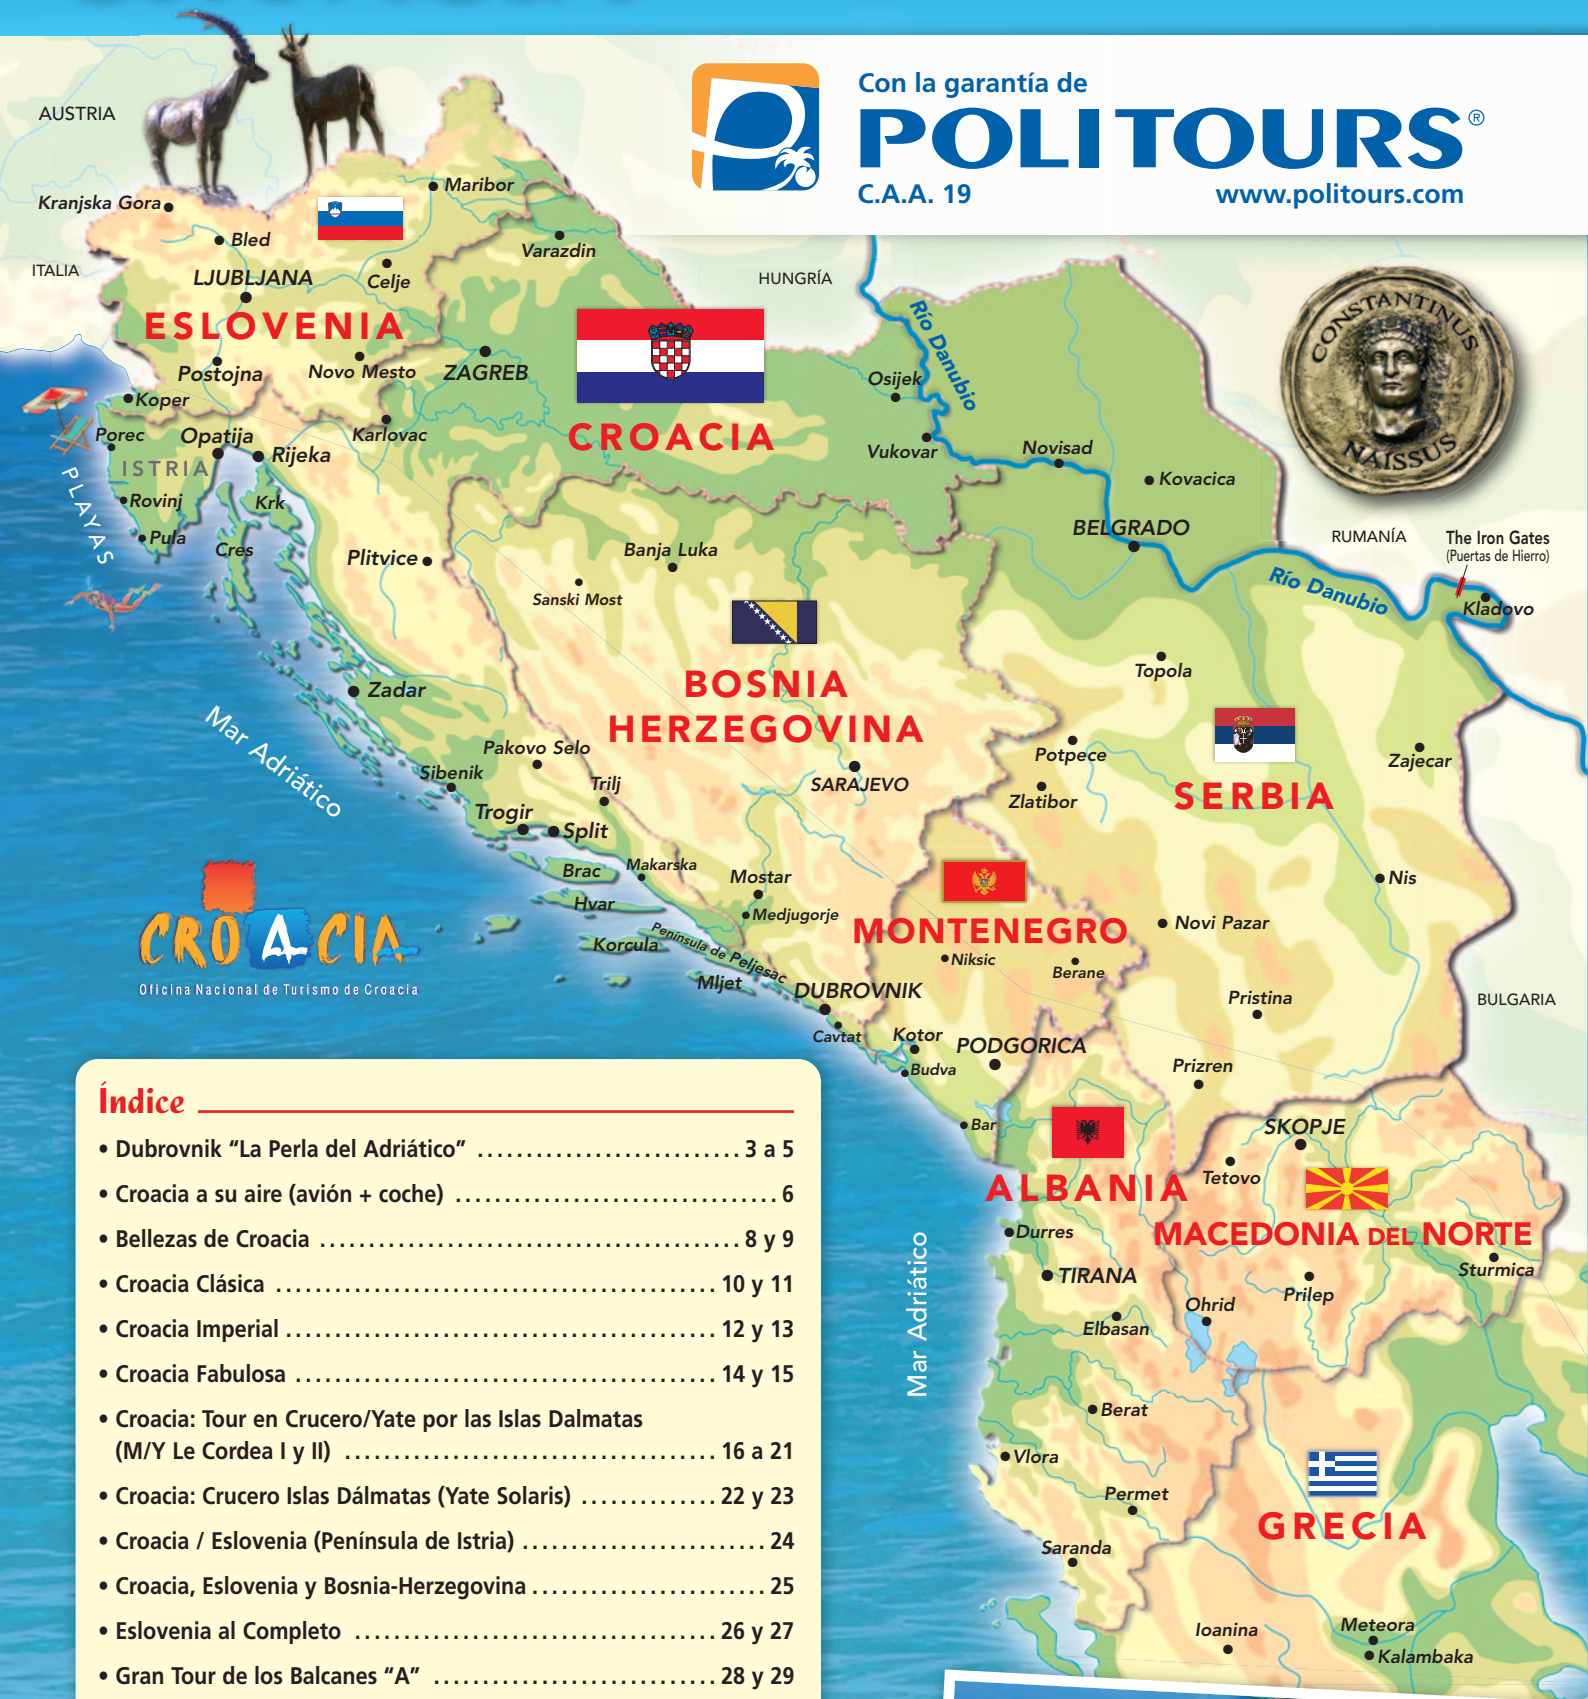 Con la garantía de
POLITOURS®
C.A.A. 19
www.politours.com
AUSTRIA
Kranjska Gora
Maribor
Bled
Varazdin
ITALIA
LJUBLJANA
Celje
HUNGRÍA
ESLOVENIA
Río Danubio
CONSTANTINUS
NAISSUS
Postojna
Novo Mesto
ZAGREB
Osijek
Koper
Porec
Opatija
Karlovac
CROACIA
Rijeka
Vukovar
Novisad
ISTRIA
PLAYAS
Rovinj
Krk
Kovacica
Pula
Cres
BELGRADO
RUMANÍA
The Iron Gates
(Puertas de Hierro)
Plitvice
Banja Luka
Sanski Most
Río Danubio
Kladovo
Topola
BOSNIA
HERZEGOVINA
Zadar
Mar Adriático
Pakovo Selo
Potpece
Zajecar
Sibenik
Trilj
SARAJEVO
Zlatibor
SERBIA
Trogir
Split
Brac
Makarska
Mostar
Nis
Hvar
Medjugorje
MONTENEGRO
Novi Pazar
Korcula
Península de Peljesac
Niksic
Berane
Mljet
DUBROVNIK
Pristina
BULGARIA
CROACIA
Oficina Nacional de Turismo de Croacia
Cavtat
Kotor
PODGORICA
Budva
Prizren
Bar
SKOPJE
Tetovo
ALBANIA
MACEDONIA DEL NORTE
Durres
Mar Adriático
TIRANA
Sturmica
Ohrid
Prilep
Elbasan
Berat
Vlora
Permet
GRECIA
Saranda
Ioanina
Meteora
Kalambaka
Índice
• Dubrovnik “La Perla del Adriático” ........................... 3 a 5
• Croacia a su aire (avión + coche) ................................. 6
• Bellezas de Croacia ........................................... 8 y 9
• Croacia Clásica ............................................. 10 y 11
• Croacia Imperial ............................................ 12 y 13
• Croacia Fabulosa ........................................... 14 y 15
• Croacia: Tour en Crucero/Yate por las Islas Dalmatas
(M/Y Le Cordea I y II) ...................................... 16 a 21
• Croacia: Crucero Islas Dálmatas (Yate Solaris) .............. 22 y 23
• Croacia / Eslovenia (Península de Istria) ......................... 24
• Croacia, Eslovenia y Bosnia-Herzegovina ........................ 25
• Eslovenia al Completo ..................................... 26 y 27
• Gran Tour de los Balcanes “A” ............................. 28 y 29